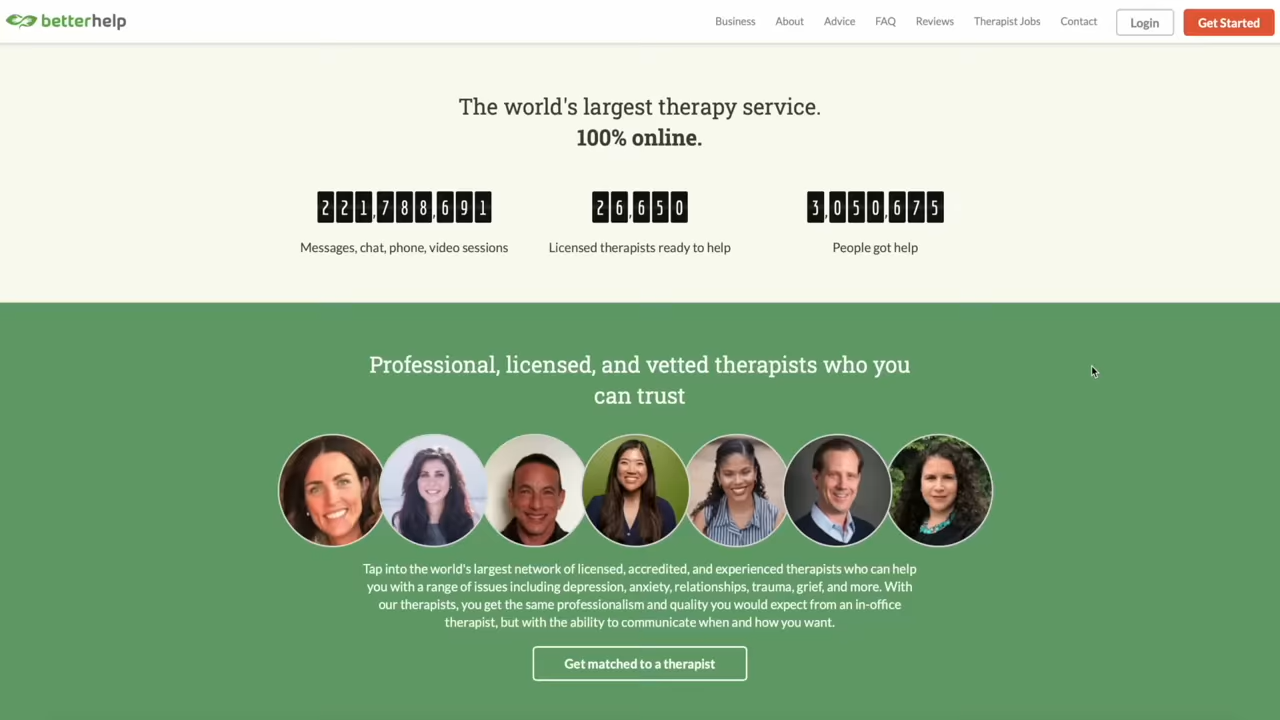 betterhelp
Business About Advice FAQ Reviews Therapist Jobs Contact Login Get Started
The world's largest therapy service.
100% online.
221,788,691 26,650 3,050,675
Messages, chat, phone, video sessions Licensed therapists ready to help People got help
Professional, licensed, and vetted therapists who you
can trust
Tap into the world's largest network of licensed, accredited, and experienced therapists who can help
you with a range of issues including depression, anxiety, relationships, trauma, grief, and more. With
our therapists, you get the same professionalism and quality you would expect from an in-office
therapist, but with the ability to communicate when and how you want.
Get matched to a therapist